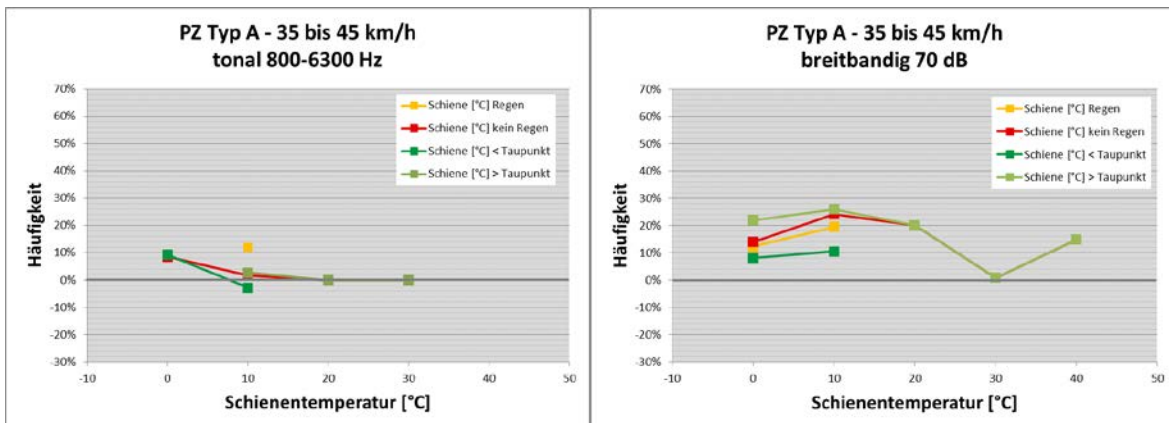 PZ Typ A - 35 bis 45 km/h
tonal 800-6300 Hz
70%
60%
50%
40%
30%
20%
10%
0%
-10%
-20%
-30%
Häufigkeit
Schiene [°C] Regen
Schiene [°C] kein Regen
Schiene [°C] < Taupunkt
Schiene [°C] > Taupunkt
-10 0 10 20 30 40 50
Schienentemperatur [°C]
PZ Typ A - 35 bis 45 km/h
breitbandig 70 dB
70%
60%
50%
40%
30%
20%
10%
0%
-10%
-20%
-30%
Häufigkeit
Schiene [°C] Regen
Schiene [°C] kein Regen
Schiene [°C] < Taupunkt
Schiene [°C] > Taupunkt
-10 0 10 20 30 40 50
Schienentemperatur [°C]